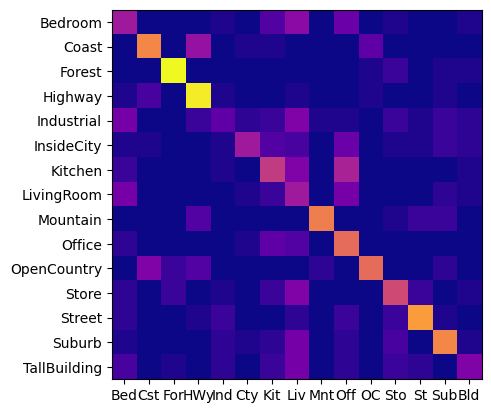 Bedroom
Coast
Forest
Highway
Industrial
InsideCity
Kitchen
LivingRoom
Mountain
Office
OpenCountry
Store
Street
Suburb
TallBuilding
Bed Cst For HWy Ind Cty Kit Liv Mnt Off OC Sto St Sub Bld